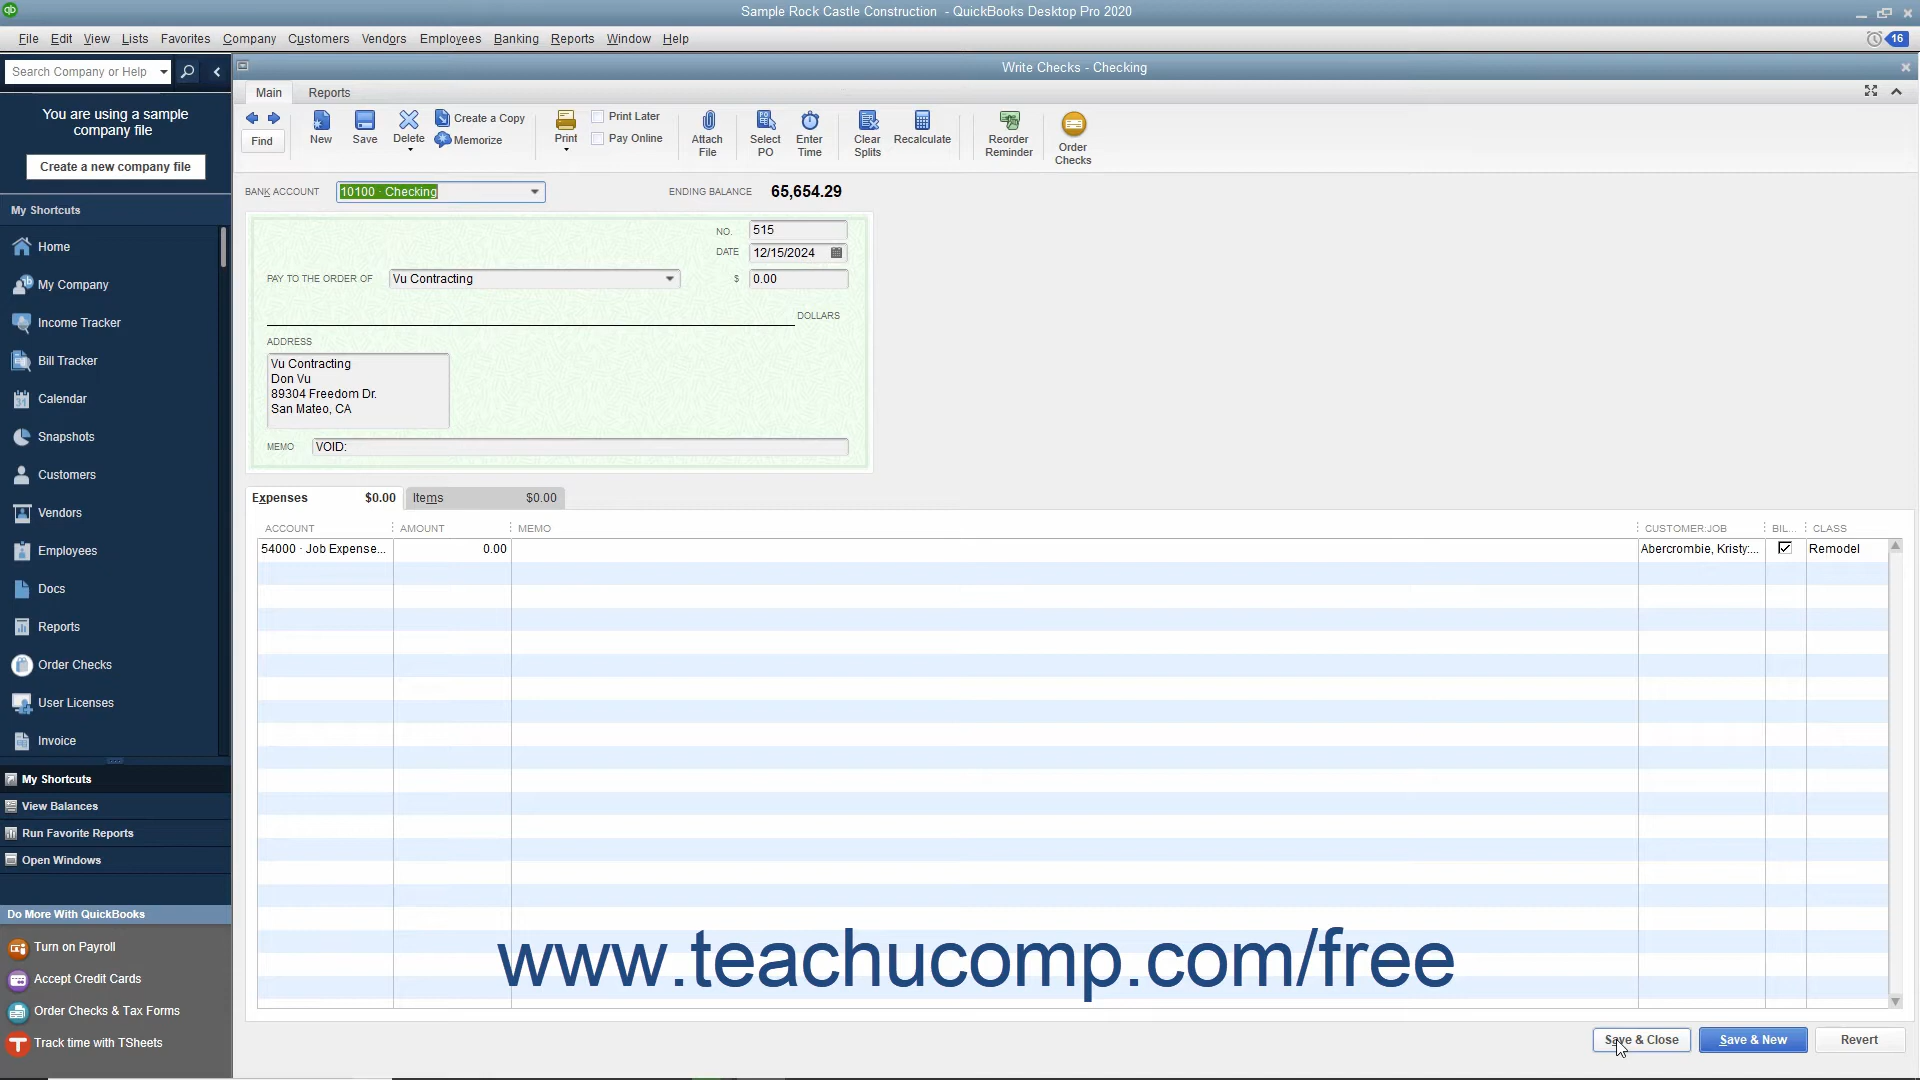 Sample Rock Castle Construction - QuickBooks Desktop Pro 2020
File Edit View Lists Favorites Company Customers Vendors Employees Banking Reports Window Help
16
Search Company or Help
Write Checks - Checking
You are using a sample
company file
Create a new company file
Main Reports
Find
New
Save
Delete
Create a Copy
Memorize
Print
Print Later
Pay Online
Attach
File
Select
PO
Enter
Time
Clear
Splits
Recalculate
Reorder
Reminder
Order
Checks
BANK ACCOUNT 10100 · Checking ENDING BALANCE 65,654.29
NO. 515
DATE 12/15/2024
PAY TO THE ORDER OF Vu Contracting $ 0.00
DOLLARS
ADDRESS
Vu Contracting
Don Vu
89304 Freedom Dr.
San Mateo, CA
MEMO VOID:
Expenses $0.00 Items $0.00
ACCOUNT AMOUNT MEMO CUSTOMER:JOB BIL... CLASS
54000 · Job Expense... 0.00 Abercrombie, Kristy:... Remodel
My Shortcuts
Home
My Company
Income Tracker
Bill Tracker
Calendar
Snapshots
Customers
Vendors
Employees
Docs
Reports
Order Checks
User Licenses
Invoice
My Shortcuts
View Balances
Run Favorite Reports
Open Windows
Do More With QuickBooks
Turn on Payroll
Accept Credit Cards
Order Checks & Tax Forms
Track time with TSheets
www.teachucomp.com/free
Save & Close Save & New Revert